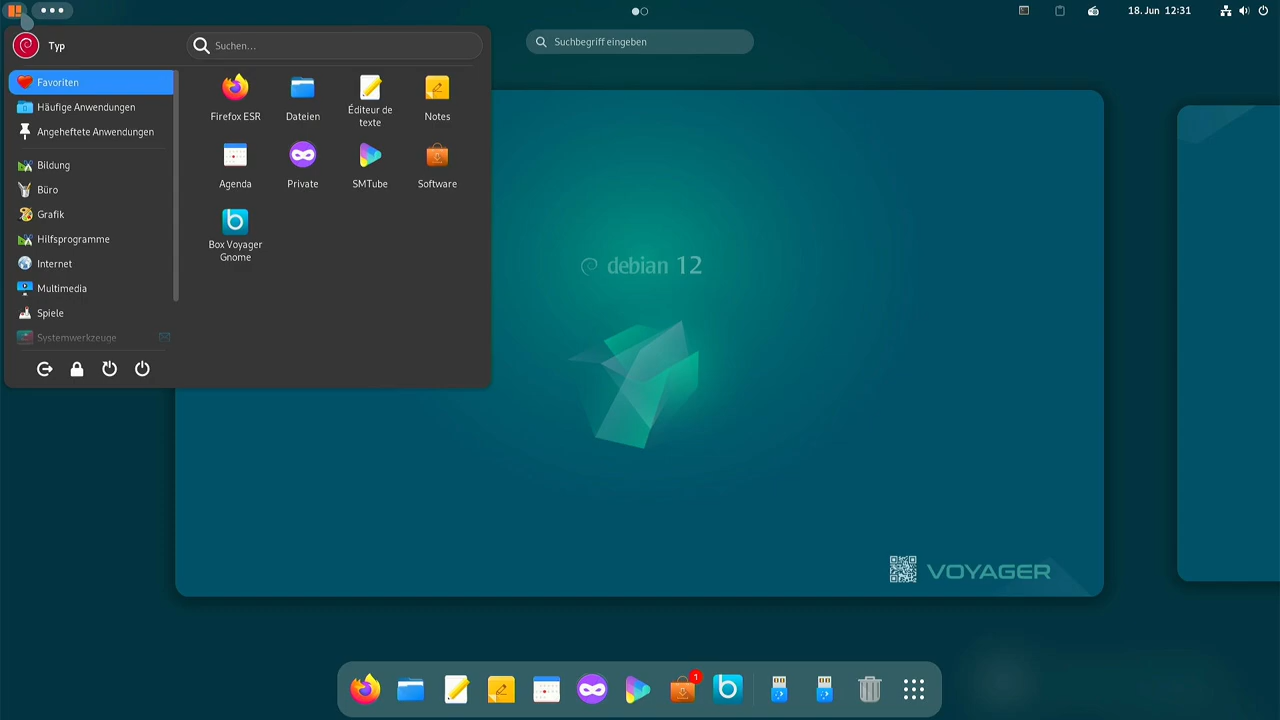 18. Jun 12:31
Typ
Suchen...
Suchbegriff eingeben
Favoriten
Häufige Anwendungen
Angeheftete Anwendungen
Bildung
Büro
Grafik
Hilfsprogramme
Internet
Multimedia
Spiele
Systemwerkzeuge
Firefox ESR
Dateien
Éditeur de
texte
Notes
Agenda
Private
SMTube
Software
Box Voyager
Gnome
debian 12
VOYAGER
1